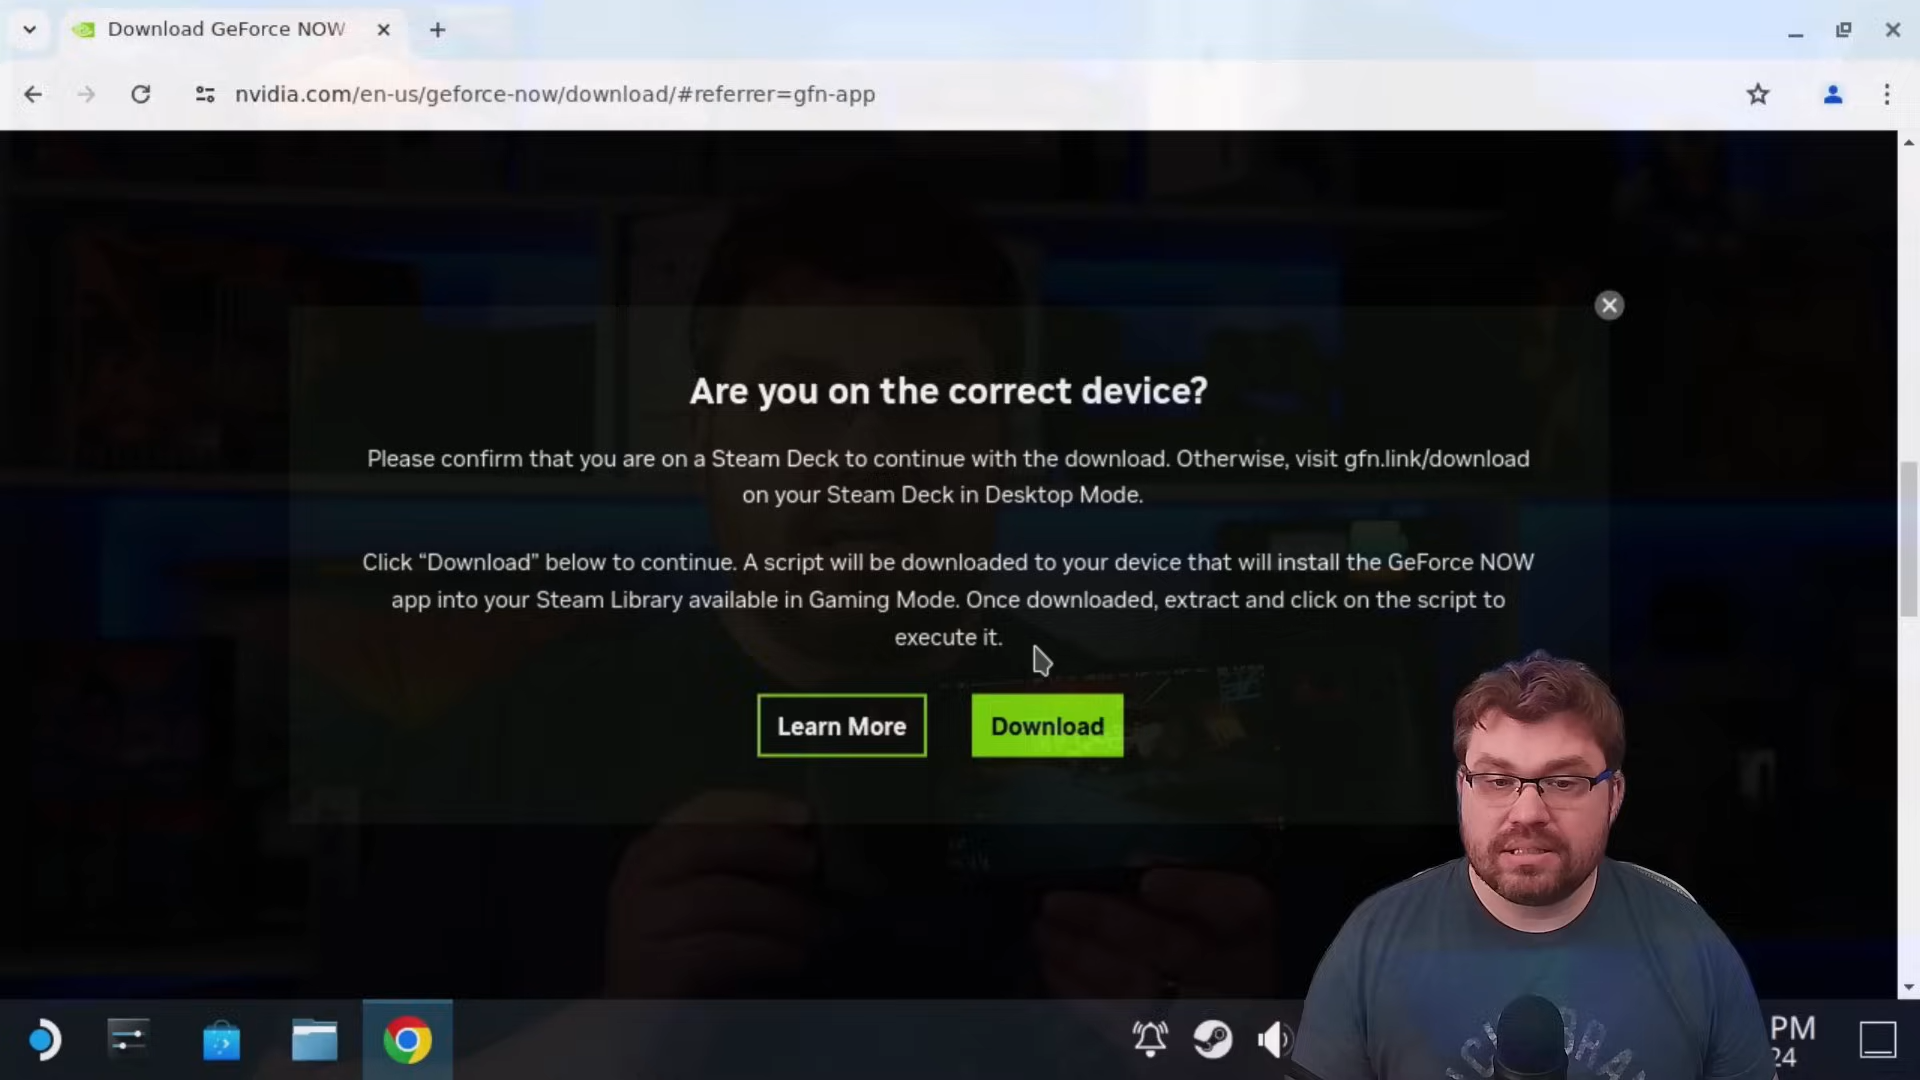 Download GeForce NOW
nvidia.com/en-us/geforce-now/download/#referrer=gfn-app
Are you on the correct device?
Please confirm that you are on a Steam Deck to continue with the download. Otherwise, visit gfn.link/download
on your Steam Deck in Desktop Mode.
Click “Download” below to continue. A script will be downloaded to your device that will install the GeForce NOW
app into your Steam Library available in Gaming Mode. Once downloaded, extract and click on the script to
execute it.
Learn More
Download
PM
24